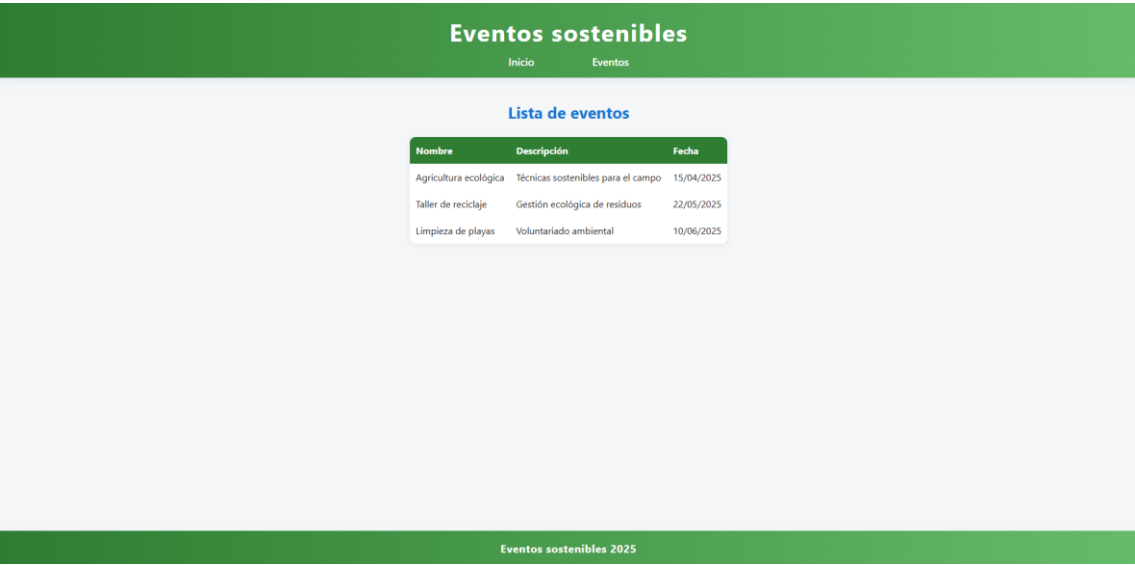 Eventos sostenibles
Inicio Eventos
Lista de eventos
Nombre Descripción Fecha
Agricultura ecológica Técnicas sostenibles para el campo 15/04/2025
Taller de reciclaje Gestión ecológica de residuos 22/05/2025
Limpieza de playas Voluntariado ambiental 10/06/2025
Eventos sostenibles 2025